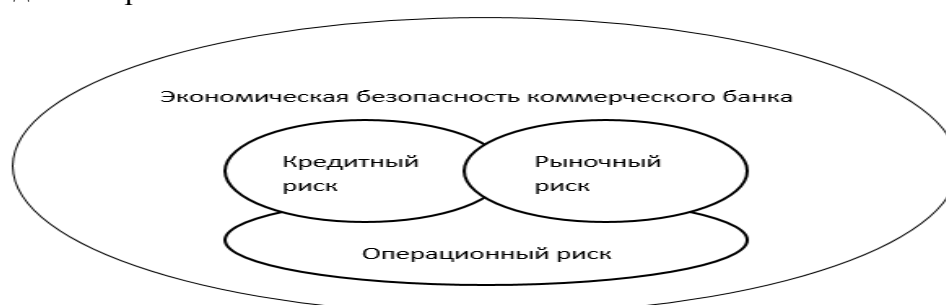 Экономическая безопасность коммерческого банка
Кредитный
риск
Рыночный
риск
Операционный риск